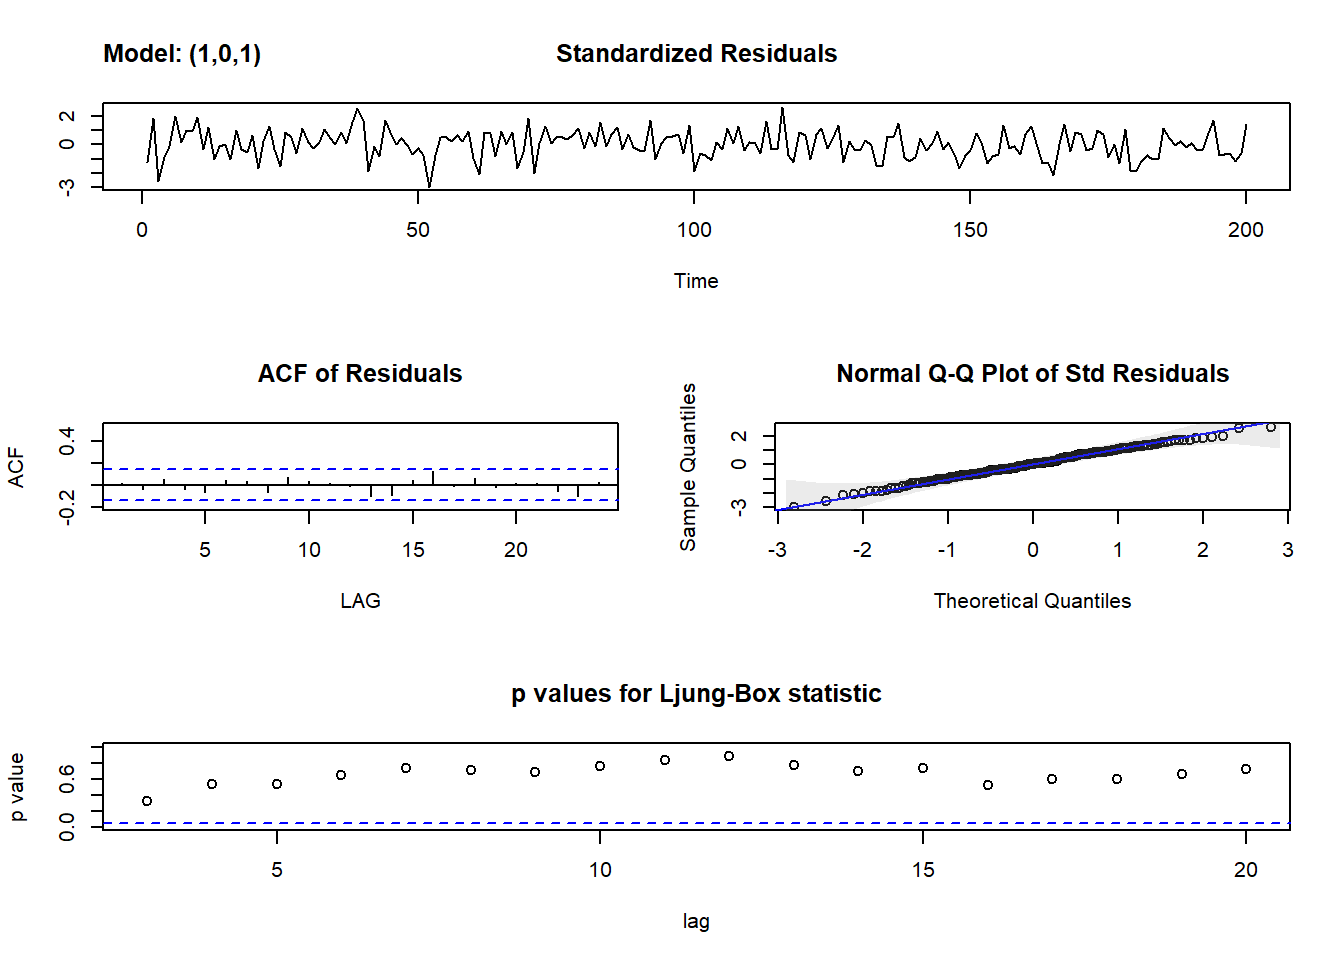 Model: (1,0,1) Standardized Residuals
2
0
-3
0 50 100 150 200
Time
ACF of Residuals
ACF
0.4
-0.2
5 10 15 20
LAG
Normal Q-Q Plot of Std Residuals
Sample Quantiles
2
0
-3
-3 -2 -1 0 1 2 3
Theoretical Quantiles
p values for Ljung-Box statistic
p value
0.6
0.0
5 10 15 20
lag